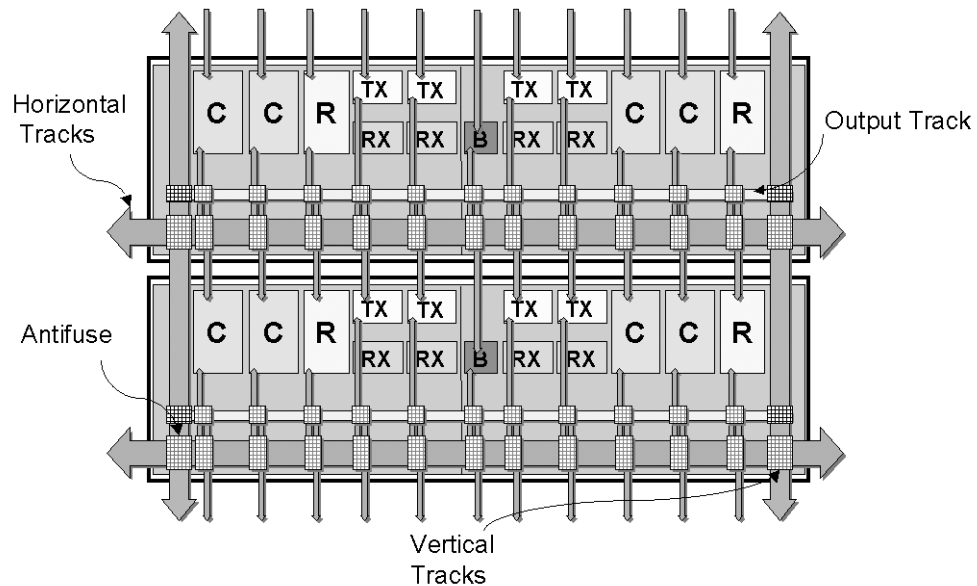 TX TX TX TX
C C R C C R
Horizontal
Tracks
Output Track
RX RX B RX RX
TX TX TX TX
C C R C C R
Antifuse
RX RX B RX RX
Vertical
Tracks